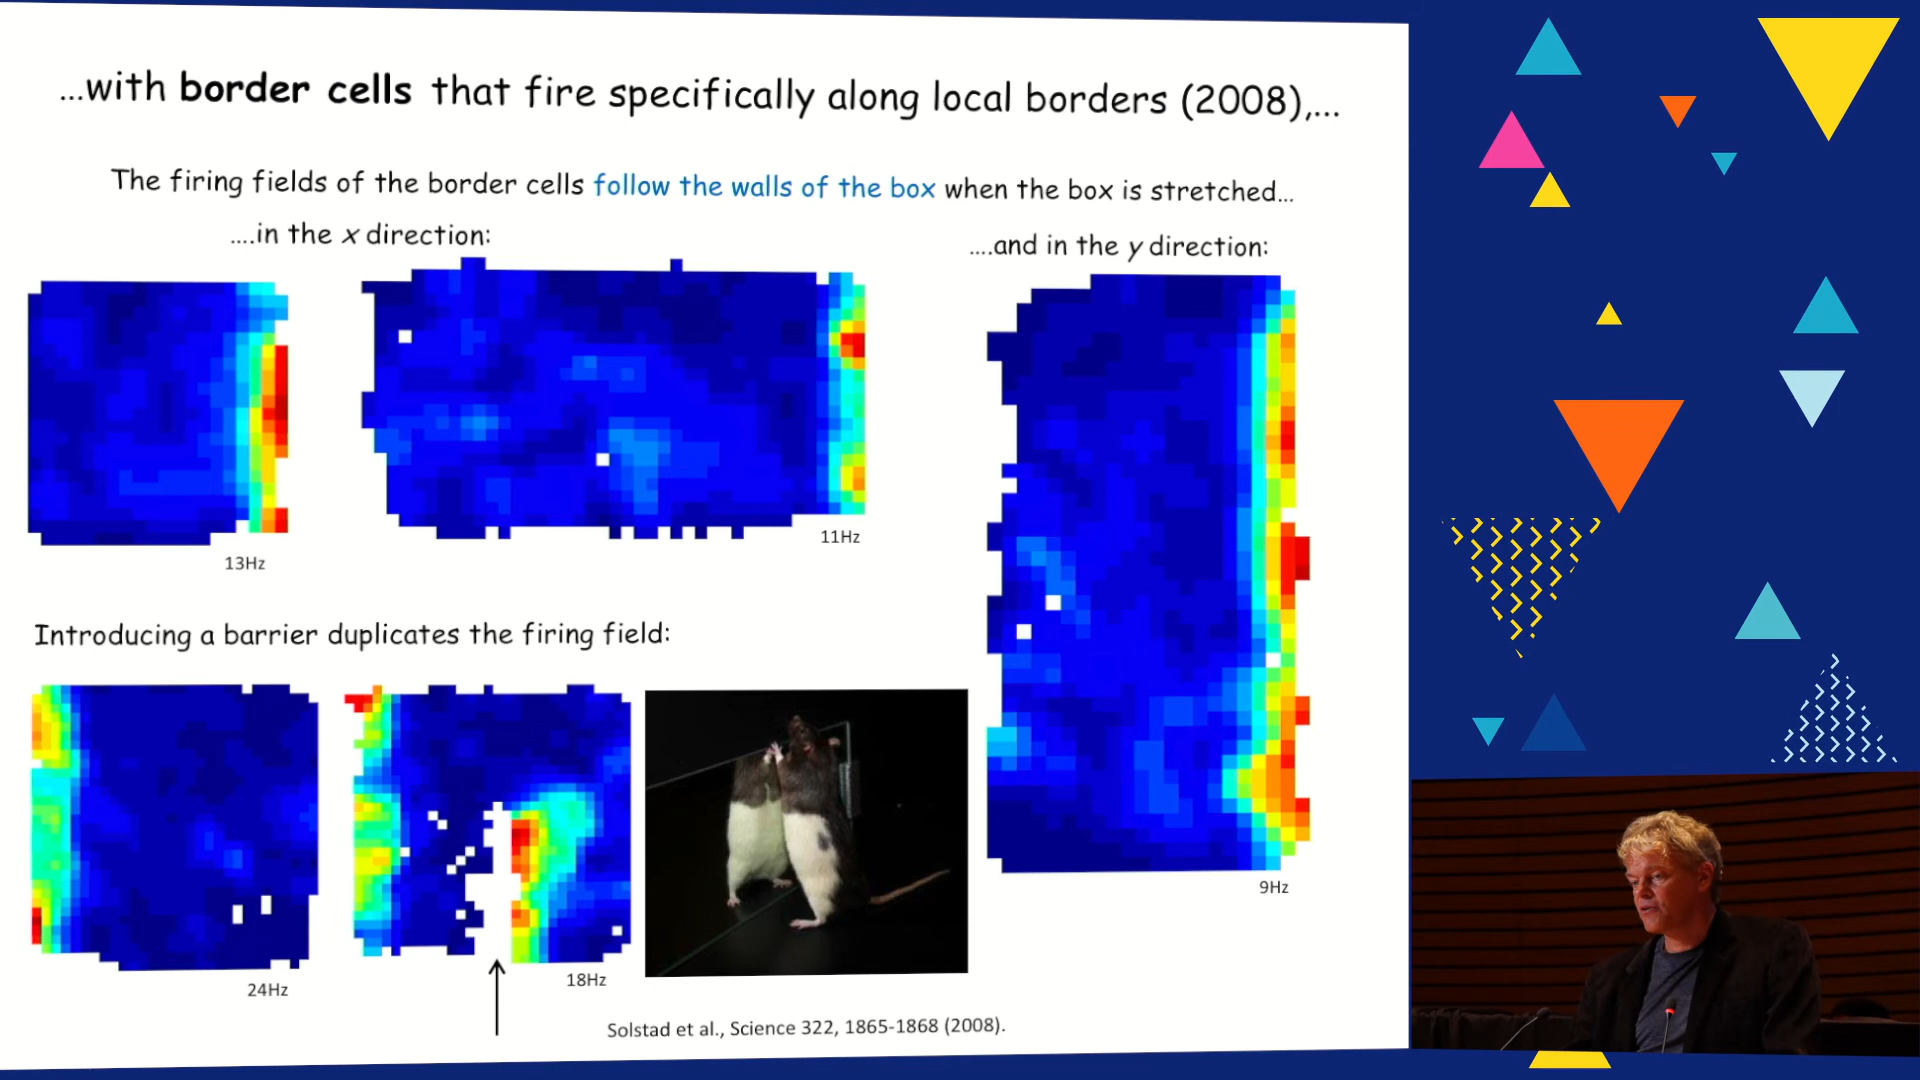 ...with border cells that fire specifically along local borders (2008),...
The firing fields of the border cells follow the walls of the box when the box is stretched...
....in the x direction:
....and in the y direction:
11Hz
13Hz
Introducing a barrier duplicates the firing field:
9Hz
18Hz
24Hz
Solstad et al., Science 322, 1865-1868 (2008).